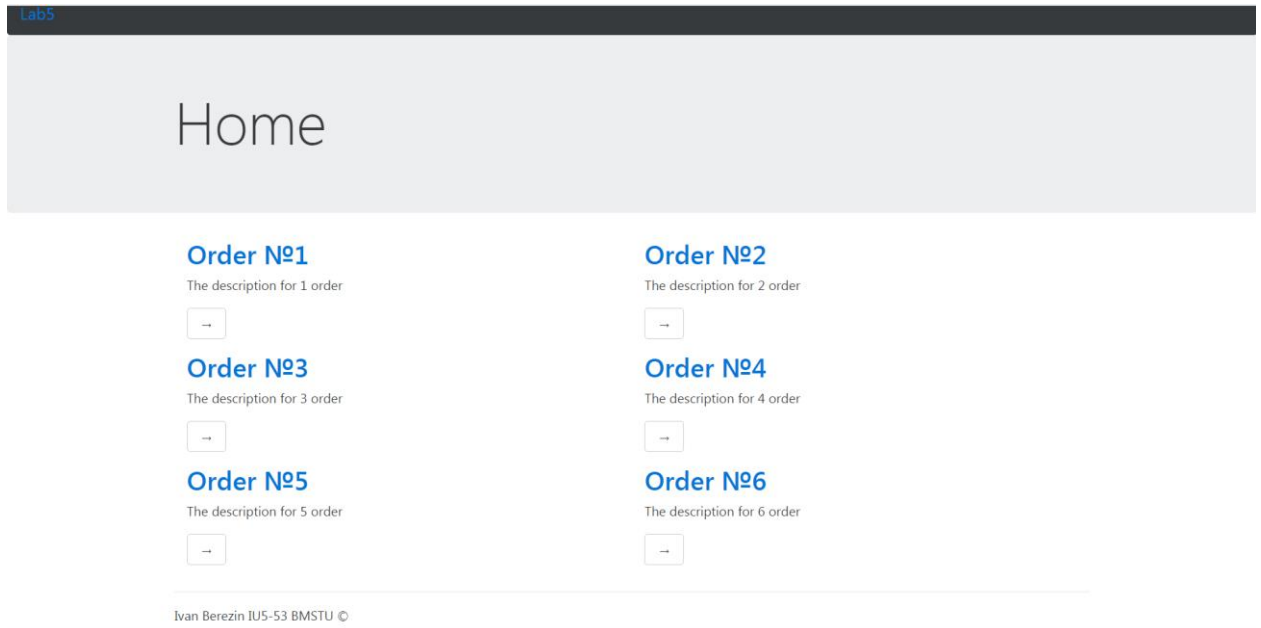 Lab5
Home
Order №1
The description for 1 order
→
Order №2
The description for 2 order
→
Order №3
The description for 3 order
→
Order №4
The description for 4 order
→
Order №5
The description for 5 order
→
Order №6
The description for 6 order
→
Ivan Berezin IU5-53 BMSTU ©